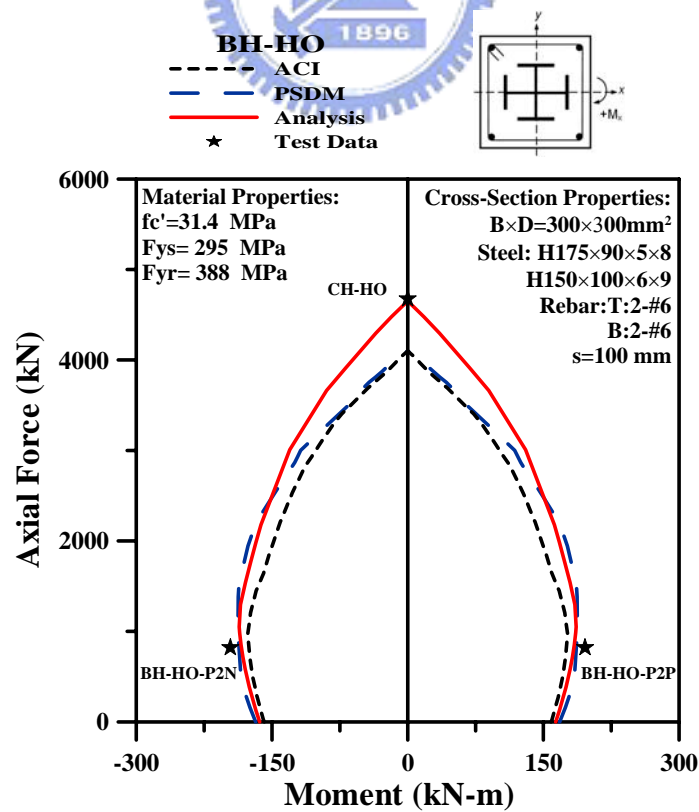 1896
BH-HO
ACI
PSDM
Analysis
Test Data
y
x
+Mx
6000
4000
2000
0
Axial Force (kN)
Material Properties:
fc'=31.4 MPa
Fys= 295 MPa
Fyr= 388 MPa
Cross-Section Properties:
B×D=300×300mm²
Steel: H175×90×5×8
H150×100×6×9
Rebar:T:2-#6
B:2-#6
s=100 mm
CH-HO
BH-HO-P2N
BH-HO-P2P
-300 -150 0 150 300
Moment (kN-m)